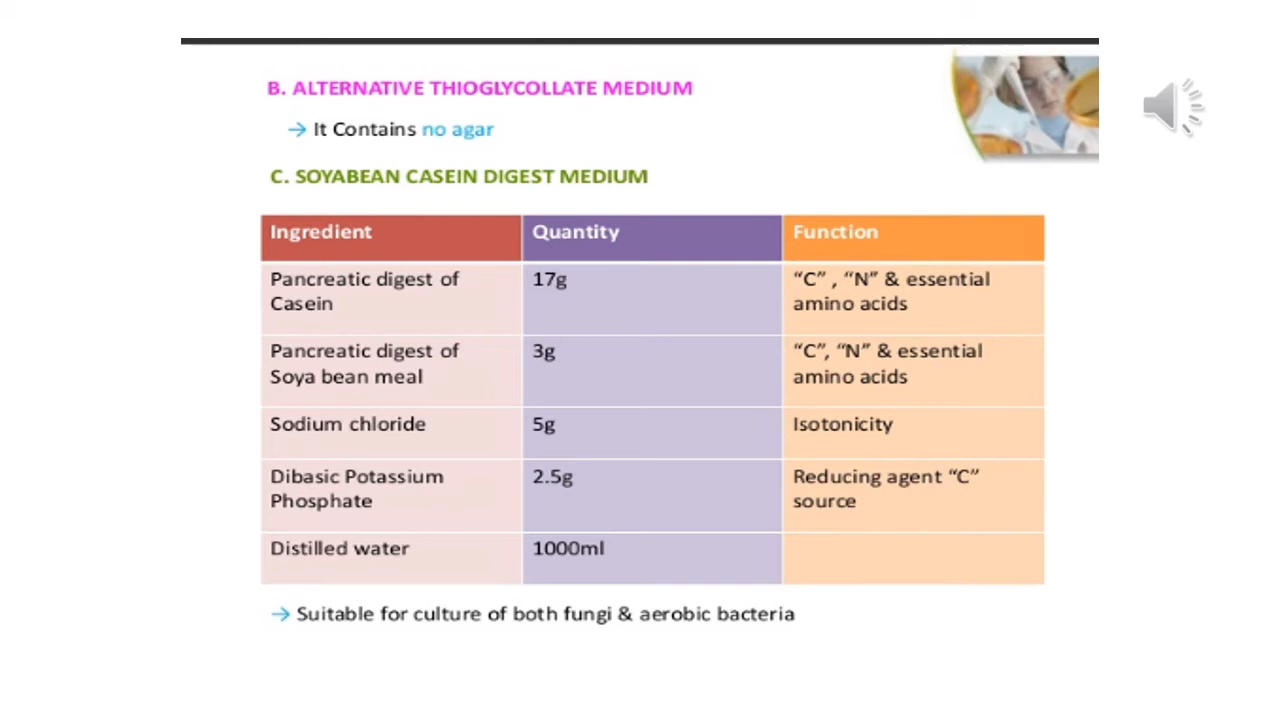 B. ALTERNATIVE THIOGLYCOLLATE MEDIUM
→ It Contains no agar
C. SOYABEAN CASEIN DIGEST MEDIUM
Ingredient Quantity Function
Pancreatic digest of Casein 17g "C" , "N" & essential amino acids
Pancreatic digest of Soya bean meal 3g "C", "N" & essential amino acids
Sodium chloride 5g Isotonicity
Dibasic Potassium Phosphate 2.5g Reducing agent "C" source
Distilled water 1000ml
→ Suitable for culture of both fungi & aerobic bacteria